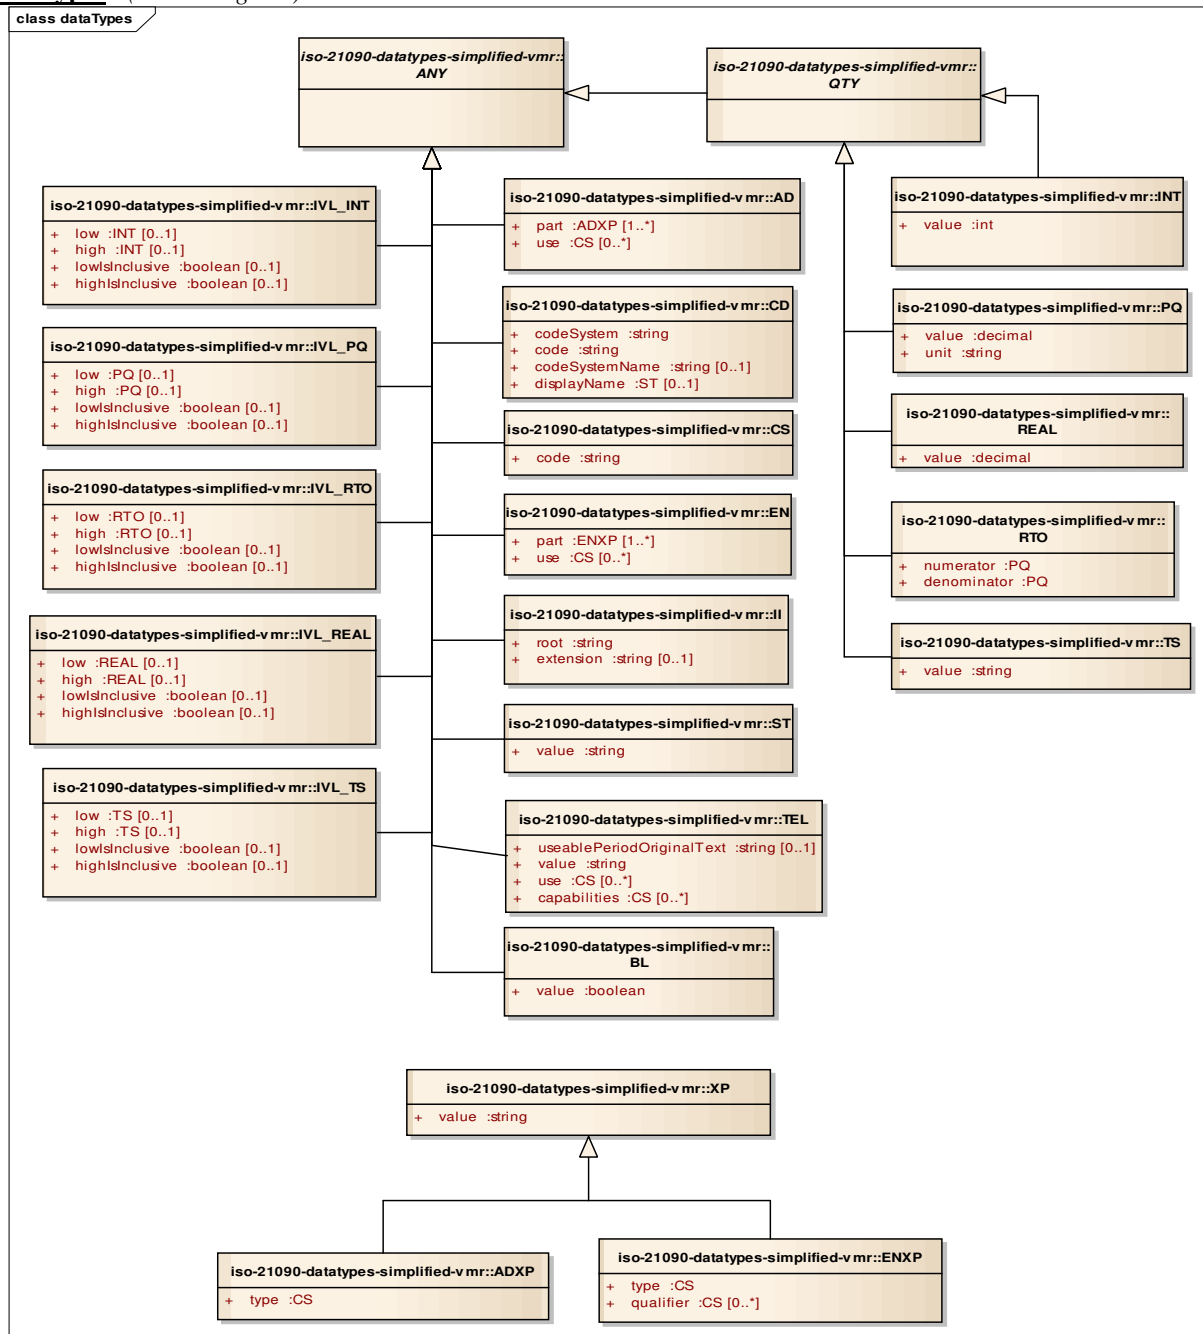 class dataTypes
iso-21090-datatypes-simplified-vmr::
ANY
iso-21090-datatypes-simplified-vmr::
QTY
iso-21090-datatypes-simplified-vmr::IVL_INT
+ low :INT [0..1]
+ high :INT [0..1]
+ lowIsInclusive :boolean [0..1]
+ highIsInclusive :boolean [0..1]
iso-21090-datatypes-simplified-vmr::IVL_PQ
+ low :PQ [0..1]
+ high :PQ [0..1]
+ lowIsInclusive :boolean [0..1]
+ highIsInclusive :boolean [0..1]
iso-21090-datatypes-simplified-vmr::IVL_RTO
+ low :RTO [0..1]
+ high :RTO [0..1]
+ lowIsInclusive :boolean [0..1]
+ highIsInclusive :boolean [0..1]
iso-21090-datatypes-simplified-vmr::IVL_REAL
+ low :REAL [0..1]
+ high :REAL [0..1]
+ lowIsInclusive :boolean [0..1]
+ highIsInclusive :boolean [0..1]
iso-21090-datatypes-simplified-vmr::IVL_TS
+ low :TS [0..1]
+ high :TS [0..1]
+ lowIsInclusive :boolean [0..1]
+ highIsInclusive :boolean [0..1]
iso-21090-datatypes-simplified-vmr::AD
+ part :ADXP [1..*]
+ use :CS [0..*]
iso-21090-datatypes-simplified-vmr::CD
+ codeSystem :string
+ code :string
+ codeSystemName :string [0..1]
+ displayName :ST [0..1]
iso-21090-datatypes-simplified-vmr::CS
+ code :string
iso-21090-datatypes-simplified-vmr::EN
+ part :ENXP [1..*]
+ use :CS [0..*]
iso-21090-datatypes-simplified-vmr::II
+ root :string
+ extension :string [0..1]
iso-21090-datatypes-simplified-vmr::ST
+ value :string
iso-21090-datatypes-simplified-vmr::TEL
+ useablePeriodOriginalText :string [0..1]
+ value :string
+ use :CS [0..*]
+ capabilities :CS [0..*]
iso-21090-datatypes-simplified-vmr::
BL
+ value :boolean
iso-21090-datatypes-simplified-vmr::INT
+ value :int
iso-21090-datatypes-simplified-vmr::PQ
+ value :decimal
+ unit :string
iso-21090-datatypes-simplified-vmr::
REAL
+ value :decimal
iso-21090-datatypes-simplified-vmr::
RTO
+ numerator :PQ
+ denominator :PQ
iso-21090-datatypes-simplified-vmr::TS
+ value :string
iso-21090-datatypes-simplified-vmr::XP
+ value :string
iso-21090-datatypes-simplified-vmr::ADXP
+ type :CS
iso-21090-datatypes-simplified-vmr::ENXP
+ type :CS
+ qualifier :CS [0..*]